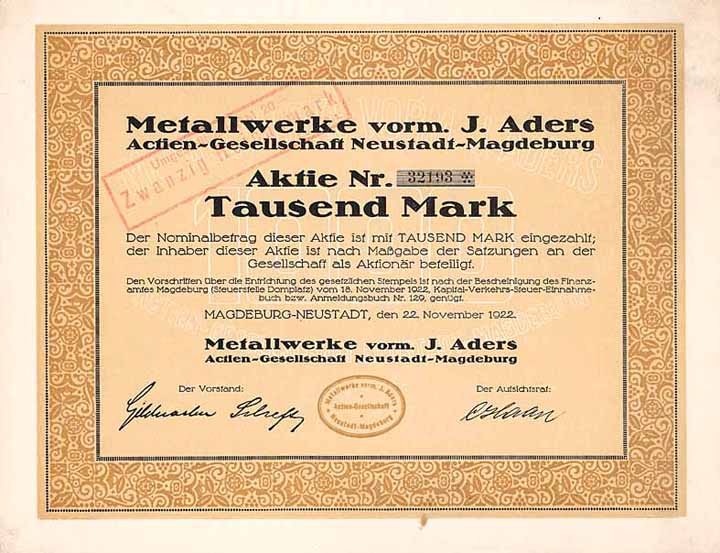 Metallwerke vorm. J. Aders
Actien-Gesellschaft Neustadt-Magdeburg
Zwanzig
Aktie Nr. 32193
Tausend Mark
Der Nominalbetrag dieser Aktie ist mit TAUSEND MARK eingezahlt;
der Inhaber dieser Aktie ist nach Maßgabe der Satzungen an der
Gesellschaft als Aktionär beteiligt.
Den Vorschriften über die Entrichtung des gesetzlichen Stempels ist nach der Bescheinigung des Finanz-
amtes Magdeburg (Steuerstelle Domplatz) vom 18. November 1922, Kapital-Verkehrs-Steuer-Einnahme-
buch bzw. Anmeldungsbuch Nr. 129, genügt.
MAGDEBURG-NEUSTADT, den 22. November 1922.
Metallwerke vorm. J. Aders
Actien-Gesellschaft Neustadt-Magdeburg
Der Vorstand:
Der Aufsichtsrat:
Metallwerke vorm. J. Aders
Actien-Gesellschaft
Neustadt-Magdeburg